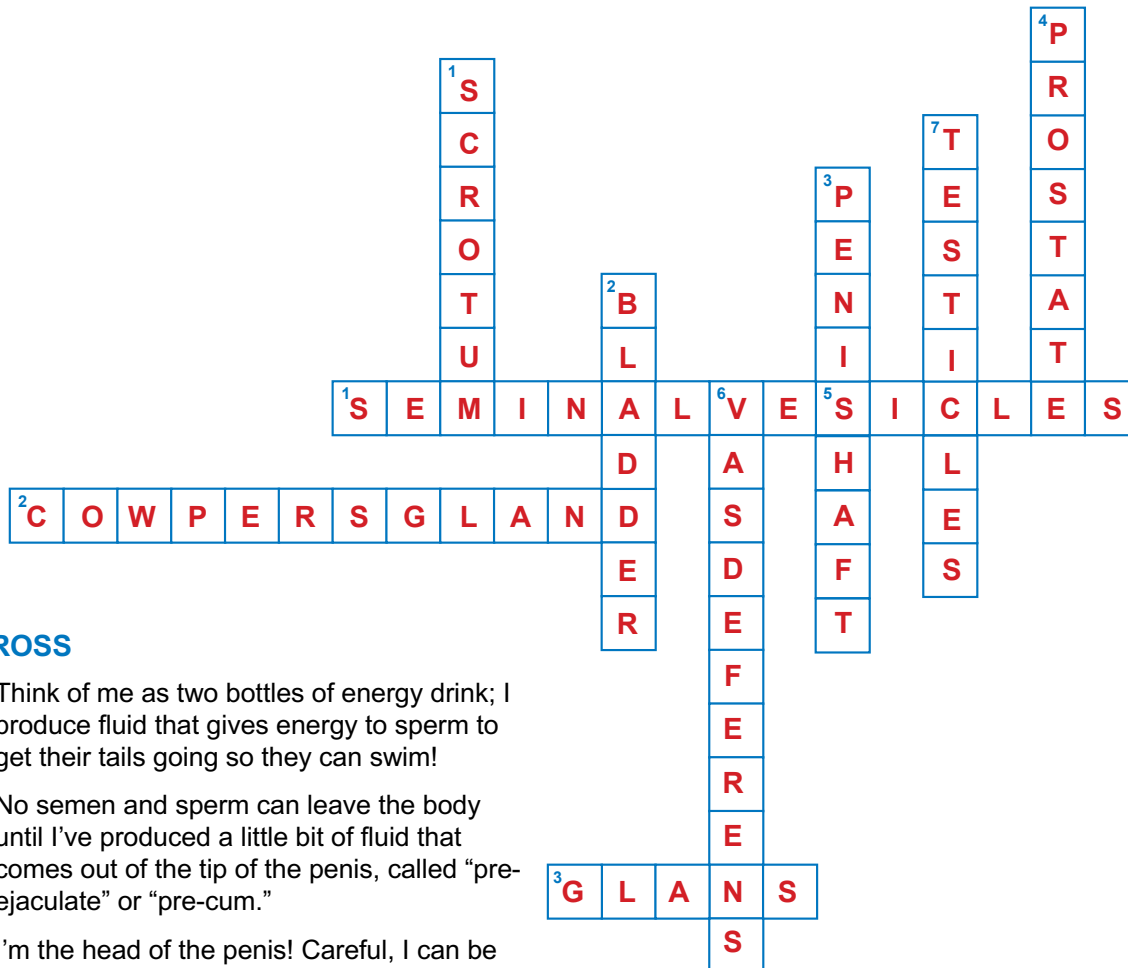 4P
R
1S
C 7T O
R 3P E S
O E S T
T 2B N T A
U L I I T
1S E M I N A L 6V E 5S I C L E S
D A H L
2C O W P E R S G L A N D S A E
E D F S
R E T
F
E
R
E
3G L A N S
S
ROSS
Think of me as two bottles of energy drink; I
produce fluid that gives energy to sperm to
get their tails going so they can swim!
No semen and sperm can leave the body
until I've produced a little bit of fluid that
comes out of the tip of the penis, called “pre-
ejaculate” or “pre-cum.”
I'm the head of the penis! Careful, I can be